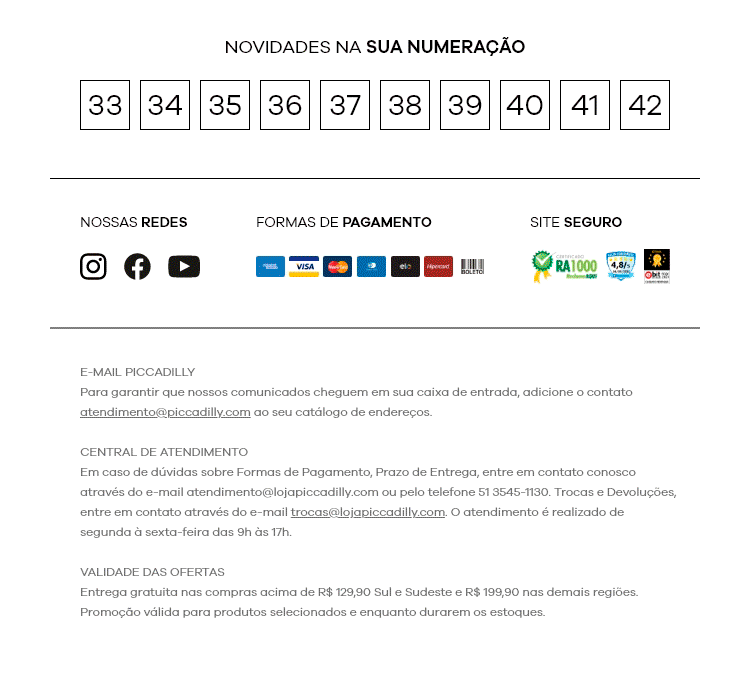 NOVIDADES NA SUA NUMERAÇÃO
33 34 35 36 37 38 39 40 41 42
NOSSAS REDES FORMAS DE PAGAMENTO SITE SEGURO
VISA elo Hipercard BOLETO
RA1000
4,8/5
E-MAIL PICCADILLY
Para garantir que nossos comunicados cheguem em sua caixa de entrada, adicione o contato
atendimento@piccadilly.com ao seu catálogo de endereços.
CENTRAL DE ATENDIMENTO
Em caso de dúvidas sobre Formas de Pagamento, Prazo de Entrega, entre em contato conosco
através do e-mail atendimento@lojapiccadilly.com ou pelo telefone 51 3545-1130. Trocas e Devoluções,
entre em contato através do e-mail trocas@lojapiccadilly.com. O atendimento é realizado de
segunda à sexta-feira das 9h às 17h.
VALIDADE DAS OFERTAS
Entrega gratuita nas compras acima de R$ 129,90 Sul e Sudeste e R$ 199,90 nas demais regiões.
Promoção válida para produtos selecionados e enquanto durarem os estoques.